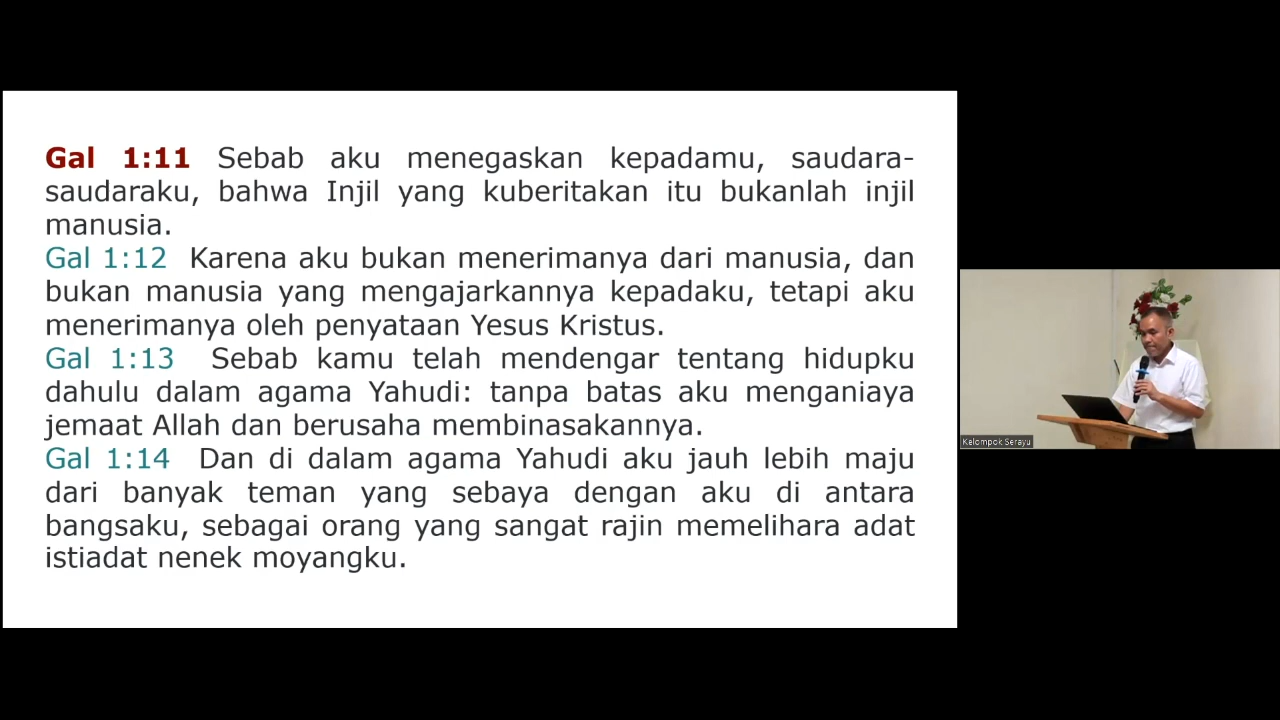 Gal 1:11 Sebab aku menegaskan kepadamu, saudara-
saudaraku, bahwa Injil yang kuberitakan itu bukanlah injil
manusia.
Gal 1:12 Karena aku bukan menerimanya dari manusia, dan
bukan manusia yang mengajarkannya kepadaku, tetapi aku
menerimanya oleh penyataan Yesus Kristus.
Gal 1:13 Sebab kamu telah mendengar tentang hidupku
dahulu dalam agama Yahudi: tanpa batas aku menganiaya
jemaat Allah dan berusaha membinasakannya.
Gal 1:14 Dan di dalam agama Yahudi aku jauh lebih maju
dari banyak teman yang sebaya dengan aku di antara
bangsaku, sebagai orang yang sangat rajin memelihara adat
istiadat nenek moyangku.
Kelompok Serayu